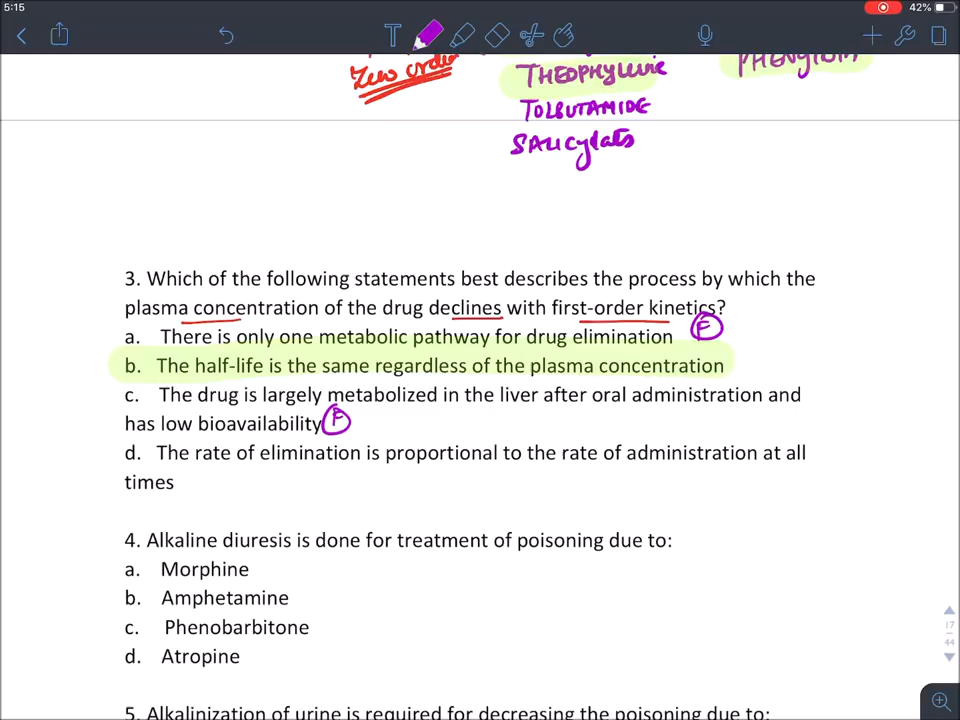 5:15
42%
T
Zero order
THEOPHYLLINE
PHENYTOIN
TOLBUTAMIDE
SALICYlates
3. Which of the following statements best describes the process by which the
plasma concentration of the drug declines with first-order kinetics?
a. There is only one metabolic pathway for drug elimination F
b. The half-life is the same regardless of the plasma concentration
c. The drug is largely metabolized in the liver after oral administration and
has low bioavailability F
d. The rate of elimination is proportional to the rate of administration at all
times
4. Alkaline diuresis is done for treatment of poisoning due to:
a. Morphine
b. Amphetamine
c. Phenobarbitone
d. Atropine
17
44
5. Alkalinization of urine is required for decreasing the poisoning due to: